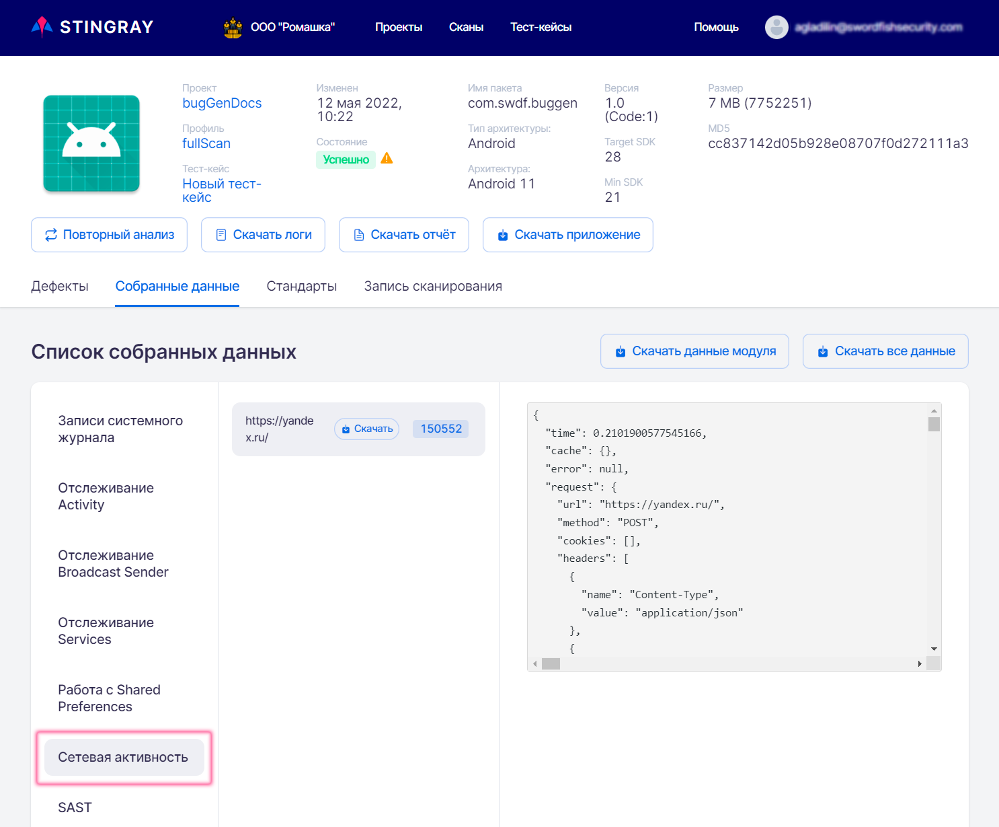 STINGRAY
ООО "Ромашка"
Проекты
Сканы
Тест-кейсы
Помощь
agladilin@swordfishsecurity.com
Проект
bugGenDocs
Профиль
fullScan
Тест-кейс
Новый тест-
кейс
Изменен
12 мая 2022,
10:22
Состояние
Успешно
Имя пакета
com.swdf.buggen
Тип архитектуры:
Android
Архитектура:
Android 11
Версия
1.0
(Code:1)
Target SDK
28
Min SDK
21
Размер
7 MB (7752251)
MD5
cc837142d05b928e08707f0d272111a3
Повторный анализ
Скачать логи
Скачать отчёт
Скачать приложение
Дефекты
Собранные данные
Стандарты
Запись сканирования
Список собранных данных
Скачать данные модуля
Скачать все данные
Записи системного
журнала
Отслеживание
Activity
Отслеживание
Broadcast Sender
Отслеживание
Services
Работа с Shared
Preferences
Сетевая активность
SAST
https://yande
x.ru/
Скачать
150552
{
"time": 0.2101900577545166,
"cache": {},
"error": null,
"request": {
"url": "https://yandex.ru/",
"method": "POST",
"cookies": [],
"headers": [
{
"name": "Content-Type",
"value": "application/json"
},
{